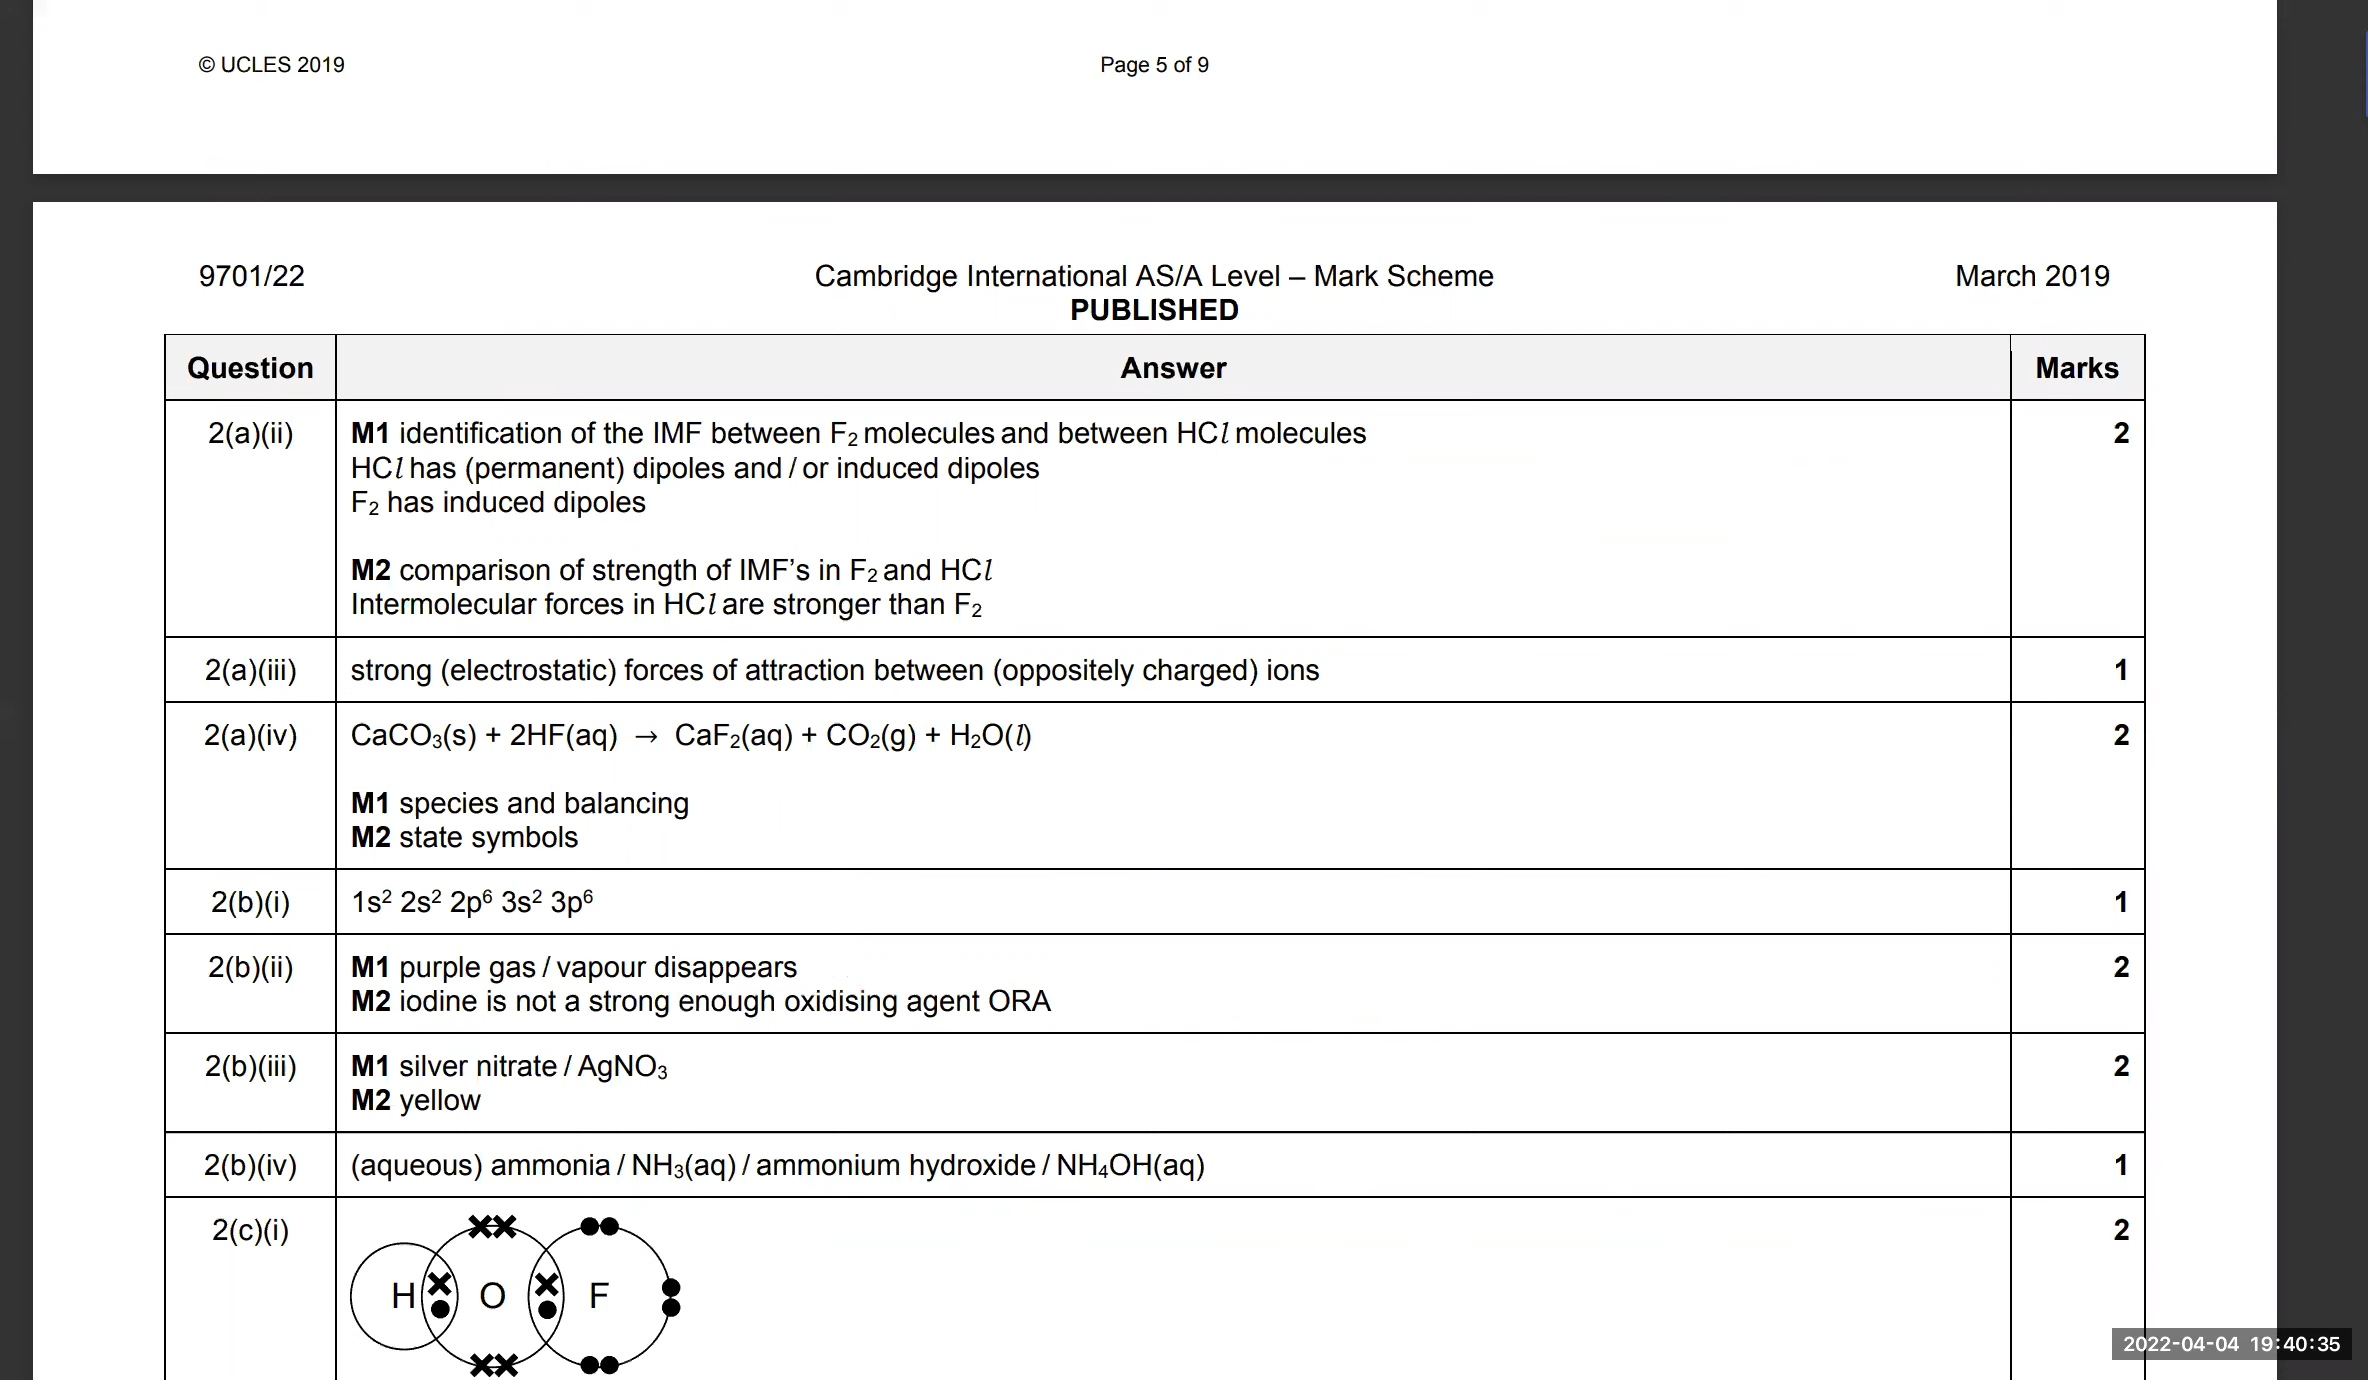 © UCLES 2019 Page 5 of 9
9701/22 Cambridge International AS/A Level – Mark Scheme March 2019
PUBLISHED
Question Answer Marks
2(a)(ii) M1 identification of the IMF between F₂ molecules and between HCl molecules 2
HCl has (permanent) dipoles and / or induced dipoles
F₂ has induced dipoles
M2 comparison of strength of IMF’s in F₂ and HCl
Intermolecular forces in HCl are stronger than F₂
2(a)(iii) strong (electrostatic) forces of attraction between (oppositely charged) ions 1
2(a)(iv) CaCO₃(s) + 2HF(aq) → CaF₂(aq) + CO₂(g) + H₂O(l) 2
M1 species and balancing
M2 state symbols
2(b)(i) 1s² 2s² 2p⁶ 3s² 3p⁶ 1
2(b)(ii) M1 purple gas / vapour disappears 2
M2 iodine is not a strong enough oxidising agent ORA
2(b)(iii) M1 silver nitrate / AgNO₃ 2
M2 yellow
2(b)(iv) (aqueous) ammonia / NH₃(aq) / ammonium hydroxide / NH₄OH(aq) 1
2(c)(i) 2
H O F
2022-04-04 19:40:35